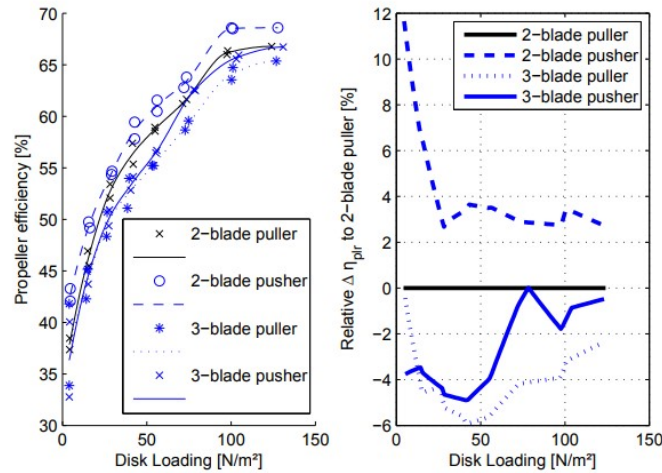 Propeller efficiency [%]
70
65
60
55
50
45
40
35
30
0
50
100
150
Disk Loading [N/m²]
2−blade puller
2−blade pusher
3−blade puller
3−blade pusher
Relative Δ ηplr to 2−blade puller [%]
12
10
8
6
4
2
0
−2
−4
−6
0
50
100
150
Disk Loading [N/m²]
2−blade puller
2−blade pusher
3−blade puller
3−blade pusher